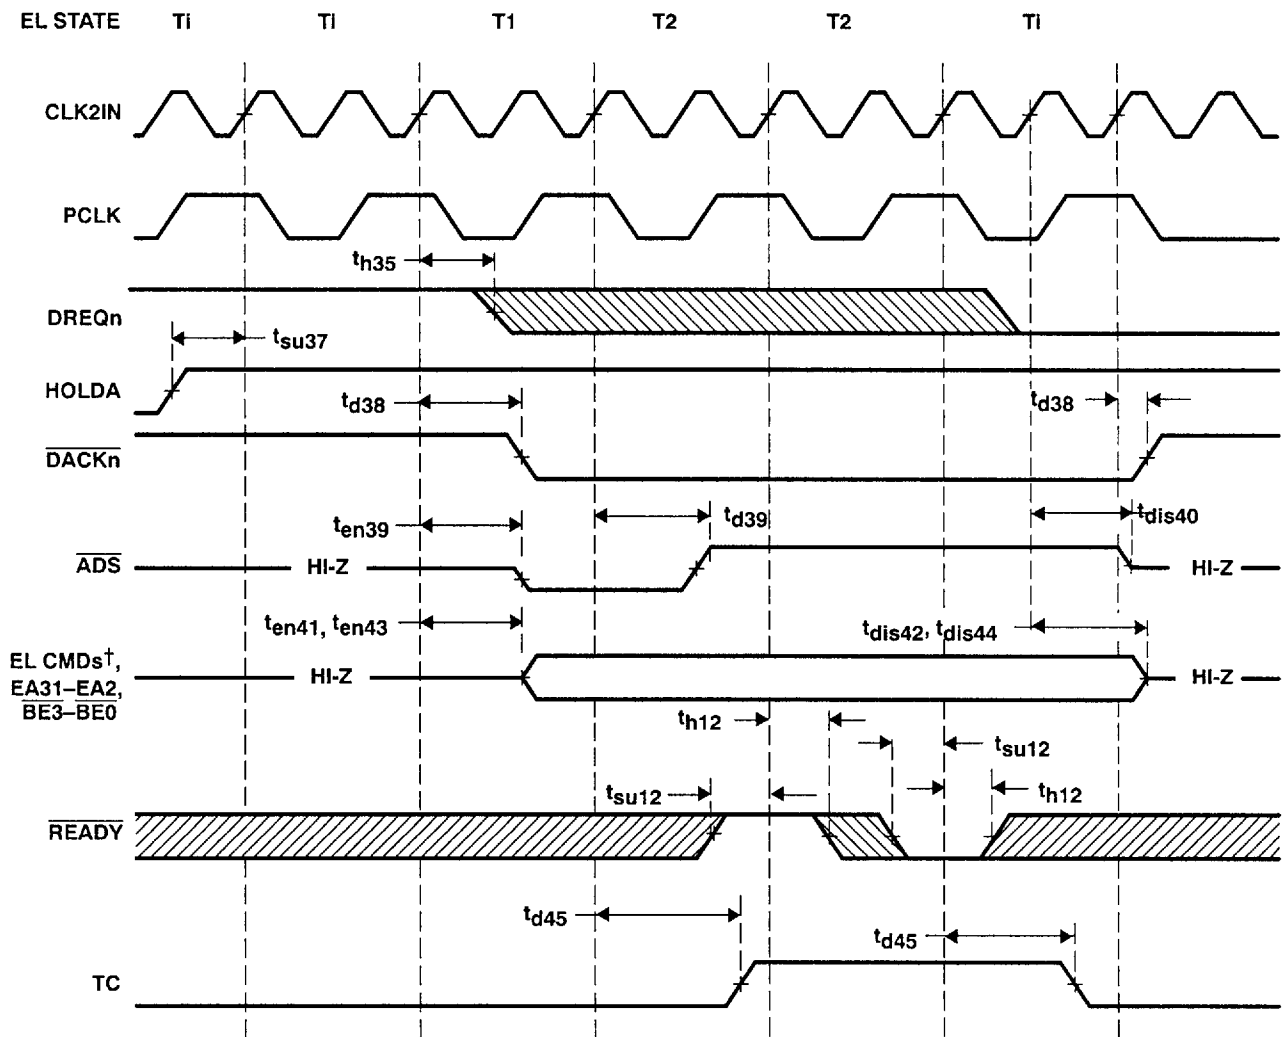 EL STATE Ti Ti T1 T2 T2 Ti
CLK2IN
PCLK
th35
DREQn
tsu37
HOLDA
td38 td38
DACKn
ten39 td39 tdis40
ADS HI-Z HI-Z
ten41, ten43 tdis42, tdis44
EL CMDs†,
EA31–EA2,
BE3–BE0
HI-Z HI-Z
th12 tsu12
tsu12 th12
READY
td45 td45
TC